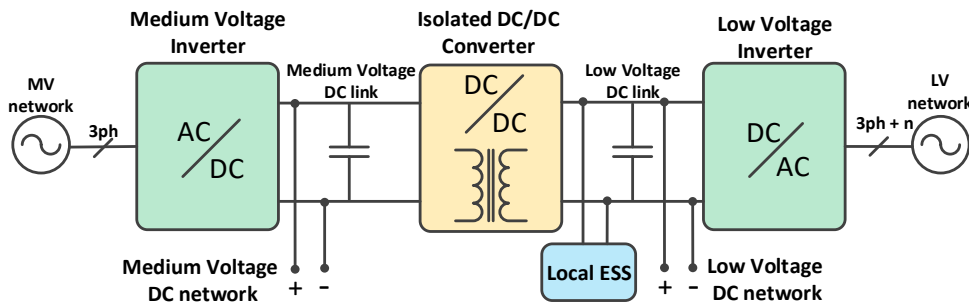 Medium Voltage
Inverter
Isolated DC/DC
Converter
Low Voltage
Inverter
MV
network
3ph
AC
DC
Medium Voltage
DC link
DC
DC
Low Voltage
DC link
DC
AC
3ph + n
LV
network
Medium Voltage
DC network
+ -
Local ESS
+ -
Low Voltage
DC network